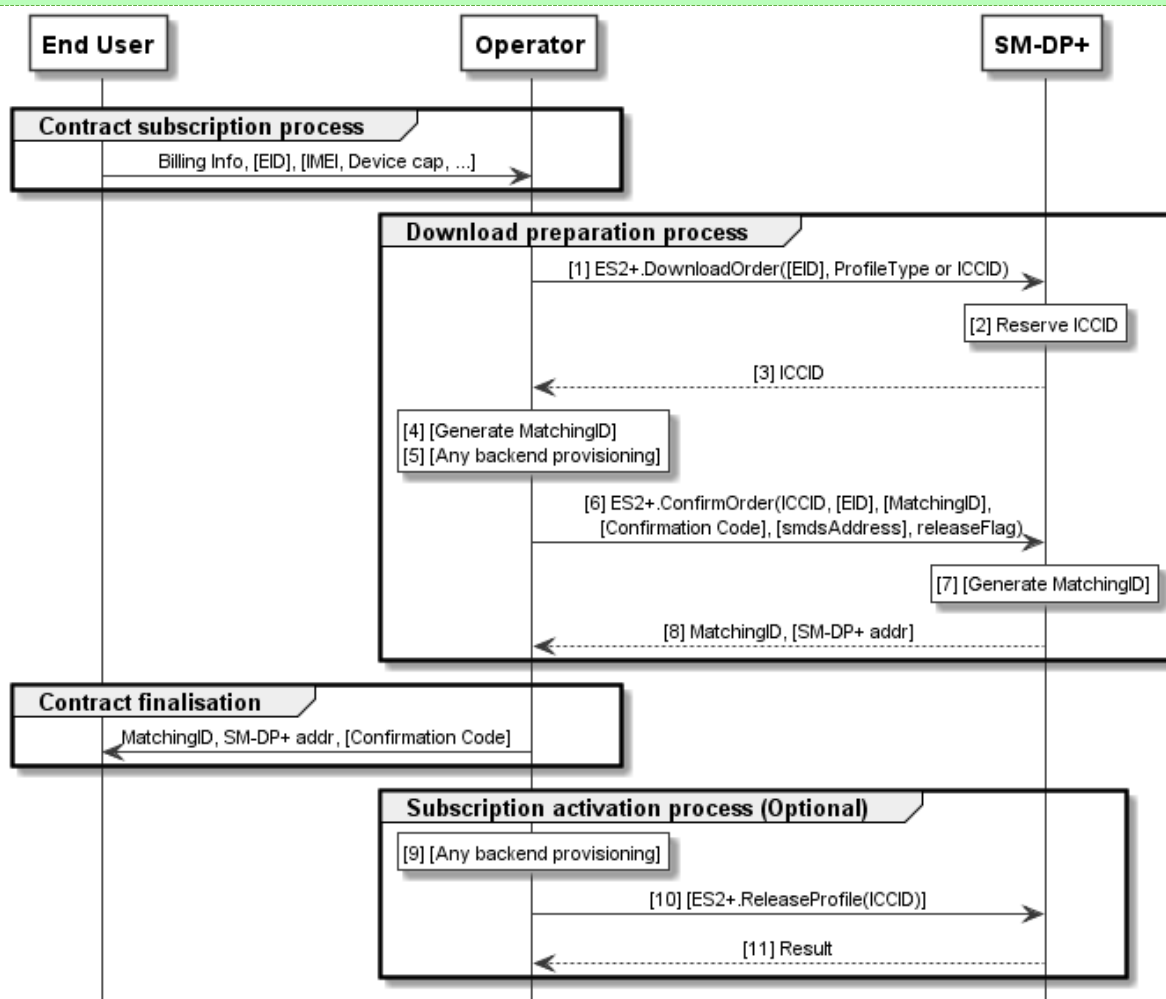 End User
Operator
SM-DP+
Contract subscription process
Billing Info, [EID], [IMEI, Device cap, ...]
Download preparation process
[1] ES2+.DownloadOrder([EID], ProfileType or ICCID)
[2] Reserve ICCID
[3] ICCID
[4] [Generate MatchingID]
[5] [Any backend provisioning]
[6] ES2+.ConfirmOrder(ICCID, [EID], [MatchingID],
[Confirmation Code], [smdsAddress], releaseFlag)
[7] [Generate MatchingID]
[8] MatchingID, [SM-DP+ addr]
Contract finalisation
MatchingID, SM-DP+ addr, [Confirmation Code]
Subscription activation process (Optional)
[9] [Any backend provisioning]
[10] [ES2+.ReleaseProfile(ICCID)]
[11] Result